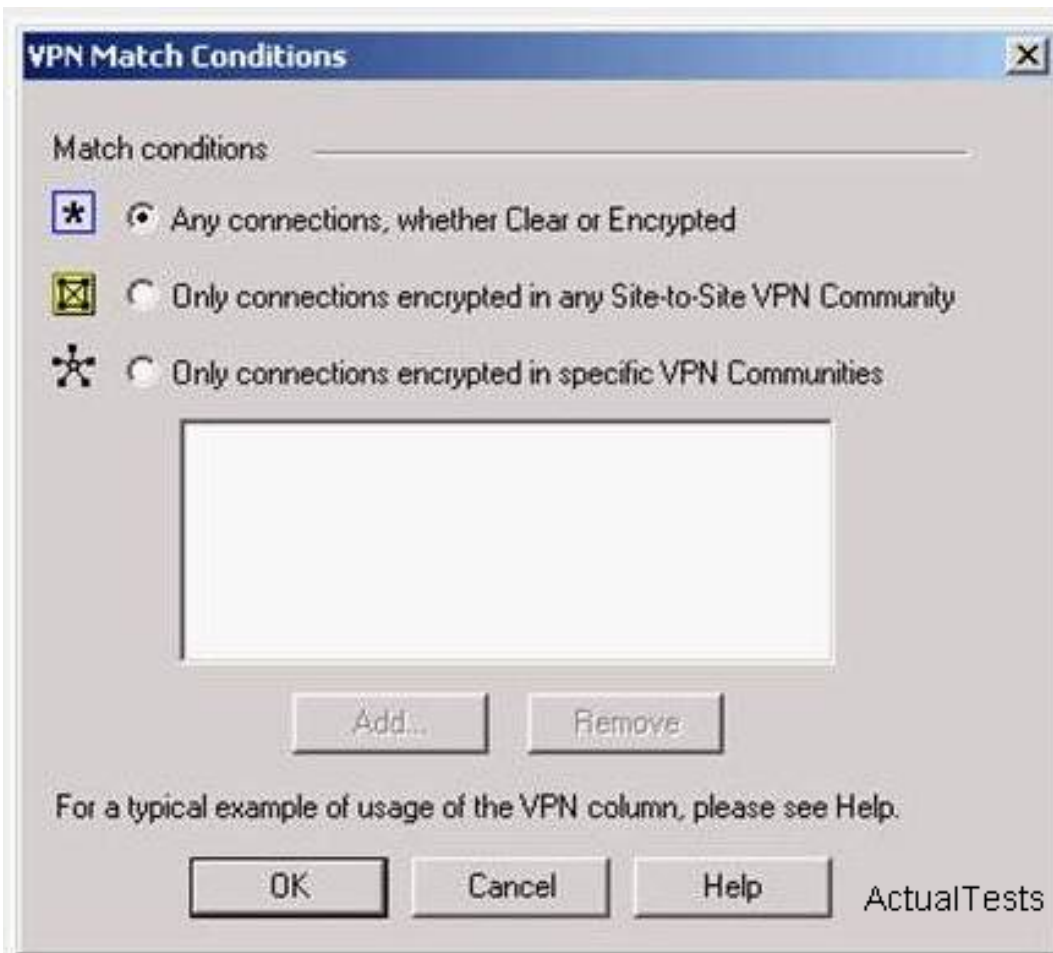 VPN Match Conditions
Match conditions
Any connections, whether Clear or Encrypted
Only connections encrypted in any Site-to-Site VPN Community
Only connections encrypted in specific VPN Communities
Add...
Remove
For a typical example of usage of the VPN column, please see Help.
OK
Cancel
Help
ActualTests